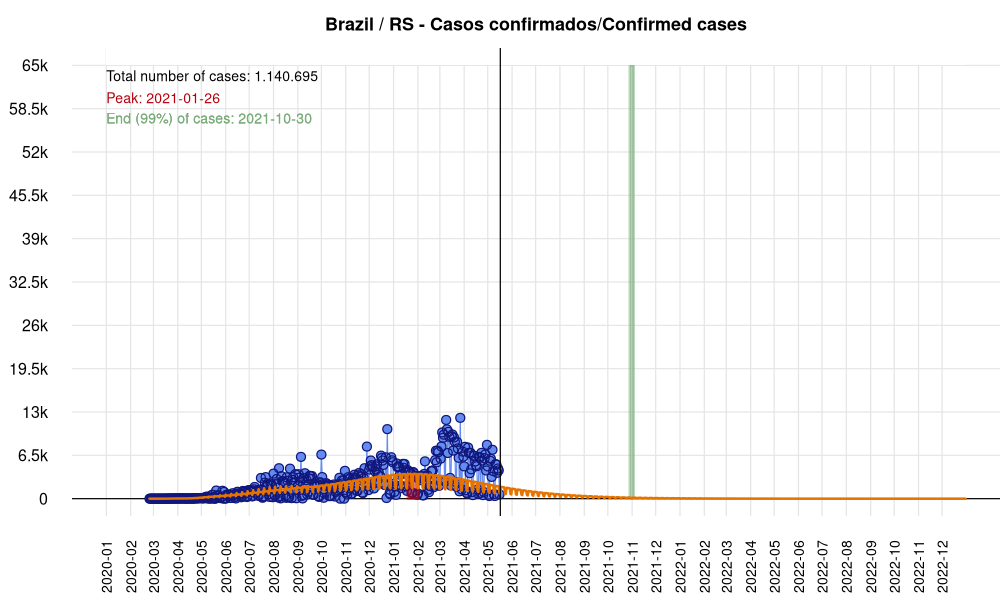 Brazil / RS - Casos confirmados/Confirmed cases
Total number of cases: 1.140.695
Peak: 2021-01-26
End (99%) of cases: 2021-10-30
65k
58.5k
52k
45.5k
39k
32.5k
26k
19.5k
13k
6.5k
0
2020-01
2020-02
2020-03
2020-04
2020-05
2020-06
2020-07
2020-08
2020-09
2020-10
2020-11
2020-12
2021-01
2021-02
2021-03
2021-04
2021-05
2021-06
2021-07
2021-08
2021-09
2021-10
2021-11
2021-12
2022-01
2022-02
2022-03
2022-04
2022-05
2022-06
2022-07
2022-08
2022-09
2022-10
2022-11
2022-12